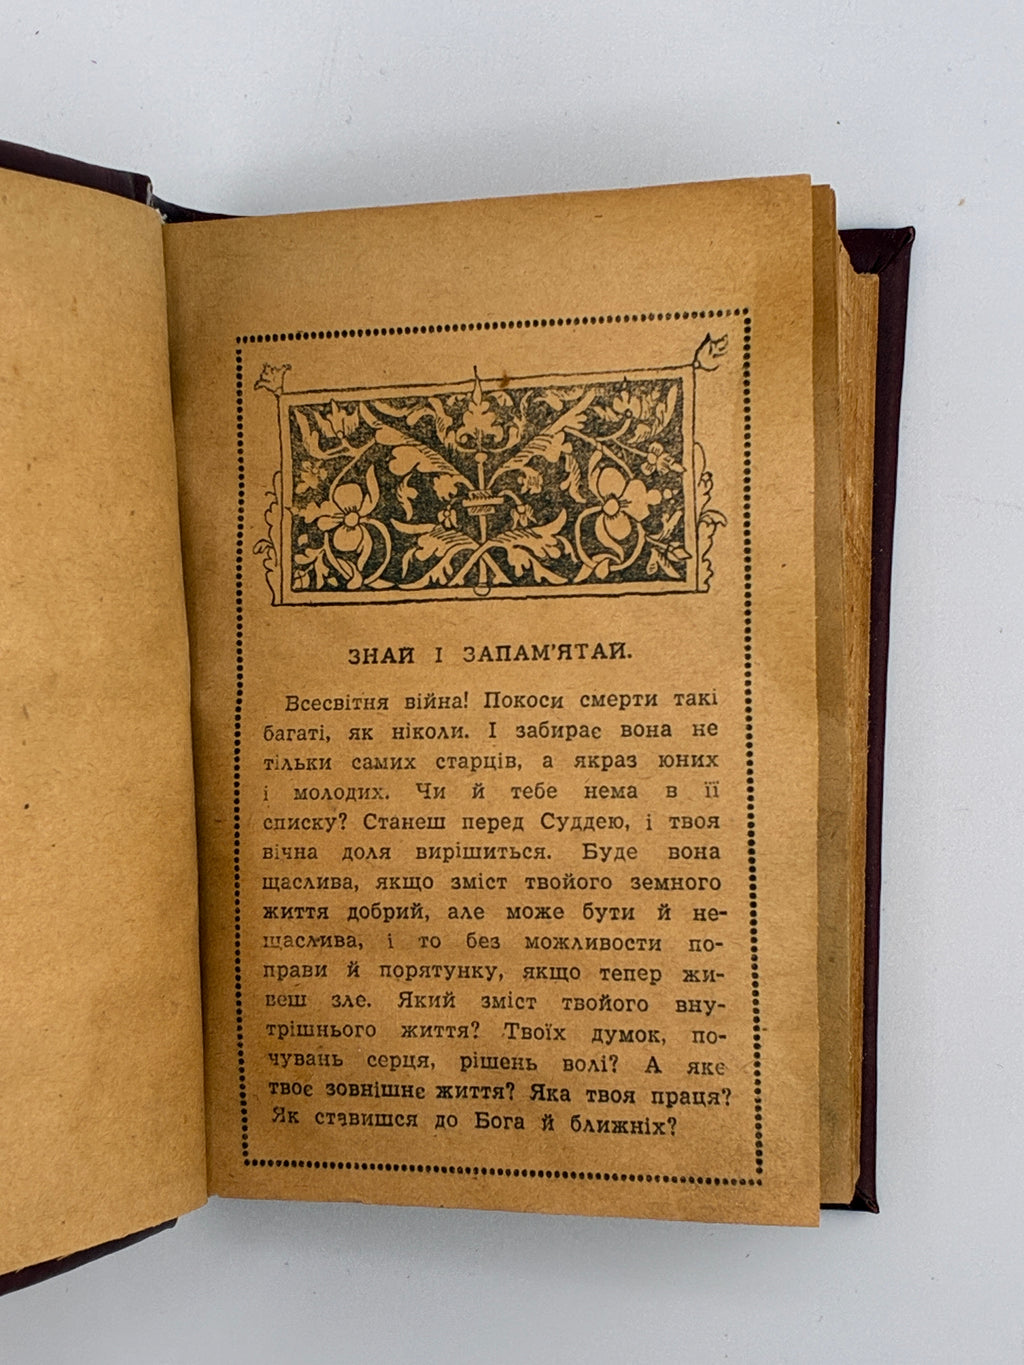 ЗНАЙ І ЗАПАМ'ЯТАЙ.
Всесвітня війна! Покоси смерти такі
багаті, як ніколи. І забирає вона не
тільки самих старців, а якраз юних
і молодих. Чи й тебе нема в її
списку? Станеш перед Суддею, і твоя
вічна доля вирішиться. Буде вона
щаслива, якщо зміст твойого земного
життя добрий, але може бути й не-
щаслива, і то без можливости по-
прави й порятунку, якщо тепер жи-
веш зле. Який зміст твойого вну-
трішнього життя? Твоїх думок, по-
чувань серця, рішень волі? А яке
твоє зовнішнє життя? Яка твоя праця?
Як ставишся до Бога й ближніх?